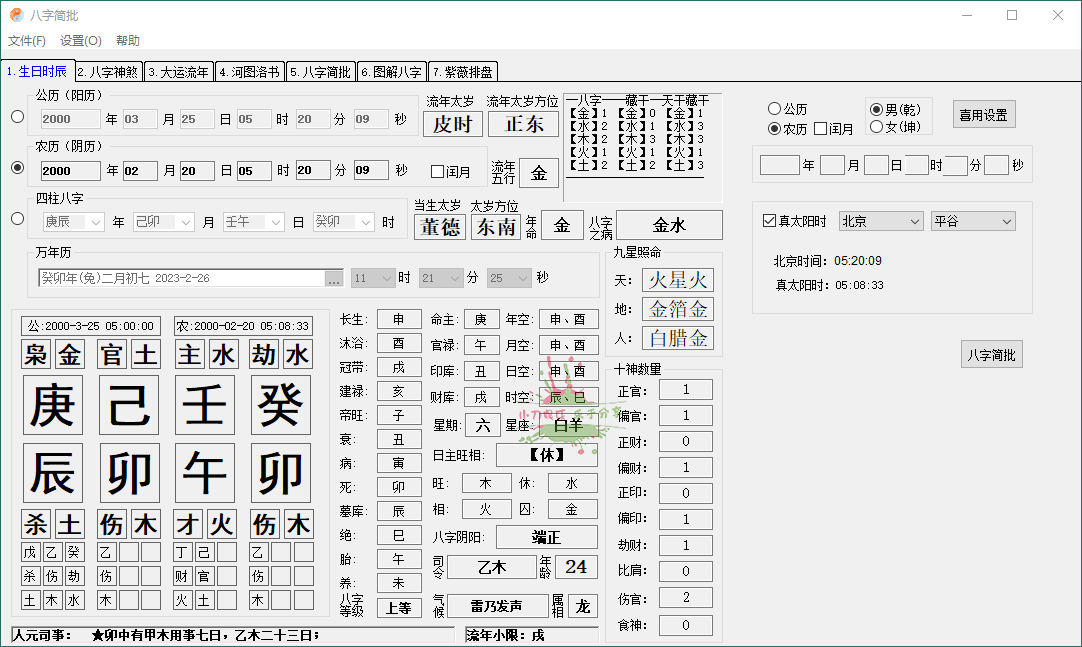 八字简批
文件(F) 设置(O) 帮助
1.生日时辰 2.八字神煞 3.大运流年 4.河图洛书 5.八字简批 6.图解八字 7.紫薇排盘
公历（阳历）
2000 年 03 月 25 日 05 时 20 分 09 秒
农历（阴历）
2000 年 02 月 20 日 05 时 20 分 09 秒 闰月
四柱八字
庚辰 年 己卯 月 壬午 日 癸卯 时
万年历
癸卯年(兔)二月初七 2023-2-26 ... 11 时 21 分 25 秒
流年太岁 流年太岁方位
皮时 正东
流年五行 金
当生太岁 太岁方位
董德 东南 年命 金 八字之病 金水
一八字一一藏干一天干藏干
【金】1 【金】0 【金】1
【水】2 【水】1 【水】3
【木】2 【木】3 【木】3
【火】1 【火】1 【火】2
【土】2 【土】2 【土】3
公历 男(乾) 喜用设置
农历 闰月 女(坤)
年 月 日 时 分 秒
真太阳时 北京 平谷
北京时间: 05:20:09
真太阳时: 05:08:33
八字简批
九星照命
天: 火星火
地: 金箔金
人: 白腊金
公:2000-3-25 05:00:00 农:2000-02-20 05:08:33
枭 金 官 土 主 水 劫 水
庚 己 壬 癸
辰 卯 午 卯
杀 土 伤 木 才 火 伤 木
戊 乙 癸 乙 丁 己 乙
杀 伤 劫 伤 财 官 伤
土 木 水 木 火 土 木
长生: 申
沐浴: 酉
冠带: 戌
建禄: 亥
帝旺: 子
衰: 丑
病: 寅
死: 卯
墓库: 辰
绝: 巳
胎: 午
养: 未
八字等级 上等
命主: 庚 年空: 申、酉
官禄: 午 月空: 申、酉
印库: 丑 日空: 申、酉
财库: 戌 时空: 辰、巳
星期: 六 星座: 白羊
日主旺相: 【休】
旺: 木 休: 水
相: 火 囚: 金
八字阴阳: 端正
司令 乙木 年龄 24
气候 雷乃发声 属相 龙
十神数量
正官: 1
偏官: 1
正财: 0
偏财: 1
正印: 0
偏印: 1
劫财: 1
比肩: 0
伤官: 2
食神: 0
人元司事: ★卯中有甲木用事七日，乙木二十三日；
流年小限: 戌